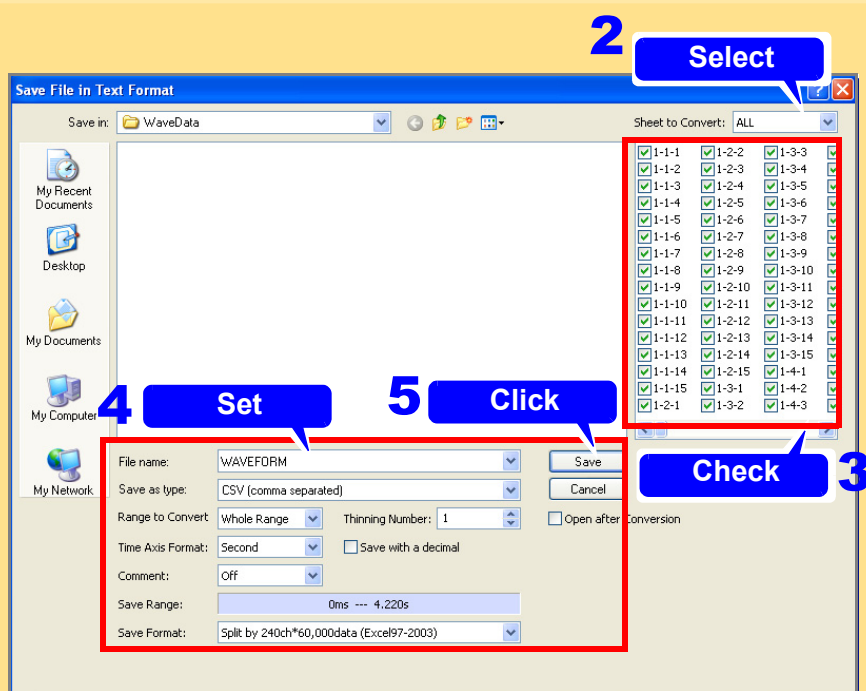 2
Select
Save File in Text Format
Save in: WaveData
Sheet to Convert: ALL
My Recent
Documents
Desktop
My Documents
My Computer
My Network
1-1-1 1-2-2 1-3-3
1-1-2 1-2-3 1-3-4
1-1-3 1-2-4 1-3-5
1-1-4 1-2-5 1-3-6
1-1-5 1-2-6 1-3-7
1-1-6 1-2-7 1-3-8
1-1-7 1-2-8 1-3-9
1-1-8 1-2-9 1-3-10
1-1-9 1-2-10 1-3-11
1-1-10 1-2-11 1-3-12
1-1-11 1-2-12 1-3-13
1-1-12 1-2-13 1-3-14
1-1-13 1-2-14 1-3-15
1-1-14 1-2-15 1-4-1
1-1-15 1-3-1 1-4-2
1-2-1 1-3-2 1-4-3
4 Set
5 Click
Check 3
File name: WAVEFORM Save
Save as type: CSV (comma separated) Cancel
Range to Convert Whole Range Thinning Number: 1 Open after Conversion
Time Axis Format: Second Save with a decimal
Comment: Off
Save Range: 0ms --- 4.220s
Save Format: Split by 240ch*60,000data (Excel97-2003)